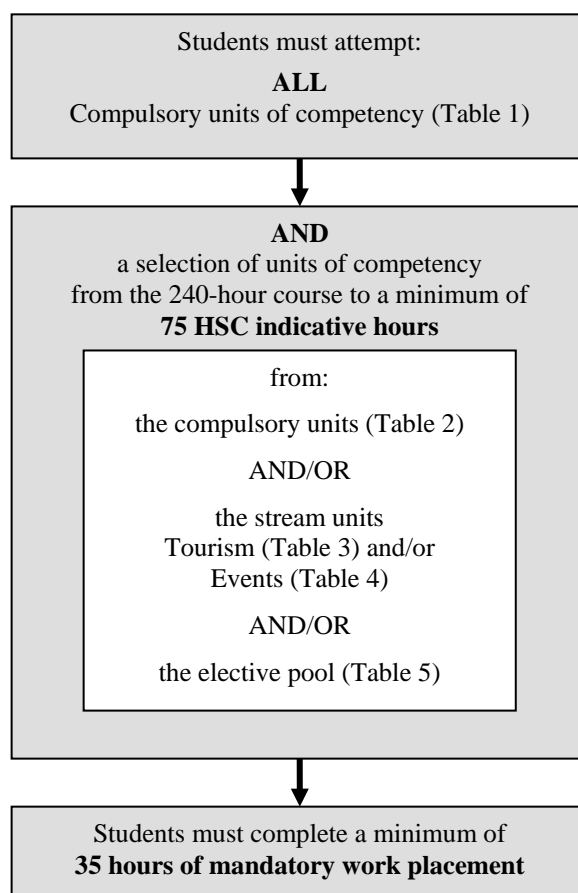 Students must attempt:
ALL
Compulsory units of competency (Table 1)
AND
a selection of units of competency
from the 240-hour course to a minimum of
75 HSC indicative hours
from:
the compulsory units (Table 2)
AND/OR
the stream units
Tourism (Table 3) and/or
Events (Table 4)
AND/OR
the elective pool (Table 5)
Students must complete a minimum of
35 hours of mandatory work placement